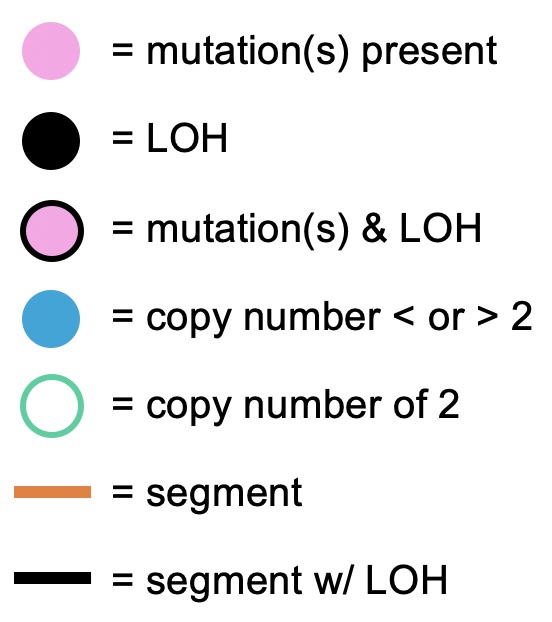 = mutation(s) present
= LOH
= mutation(s) & LOH
= copy number < or > 2
= copy number of 2
= segment
= segment w/ LOH